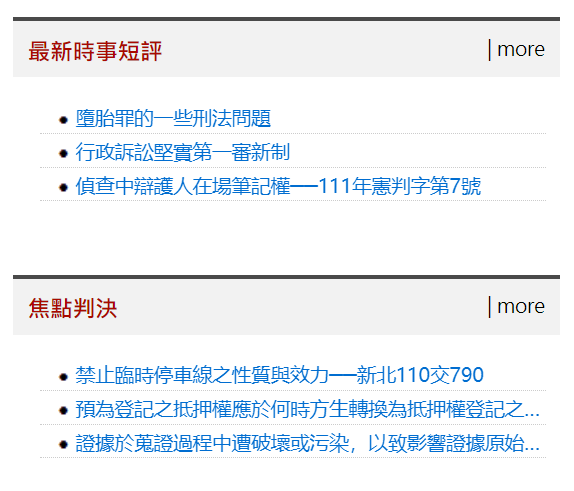 最新時事短評 | more
墮胎罪的一些刑法問題
行政訴訟堅實第一審新制
偵查中辯護人在場筆記權──111年憲判字第7號
焦點判決 | more
禁止臨時停車線之性質與效力──新北110交790
預為登記之抵押權應於何時方生轉換為抵押權登記之...
證據於蒐證過程中遭破壞或污染，以致影響證據原始...